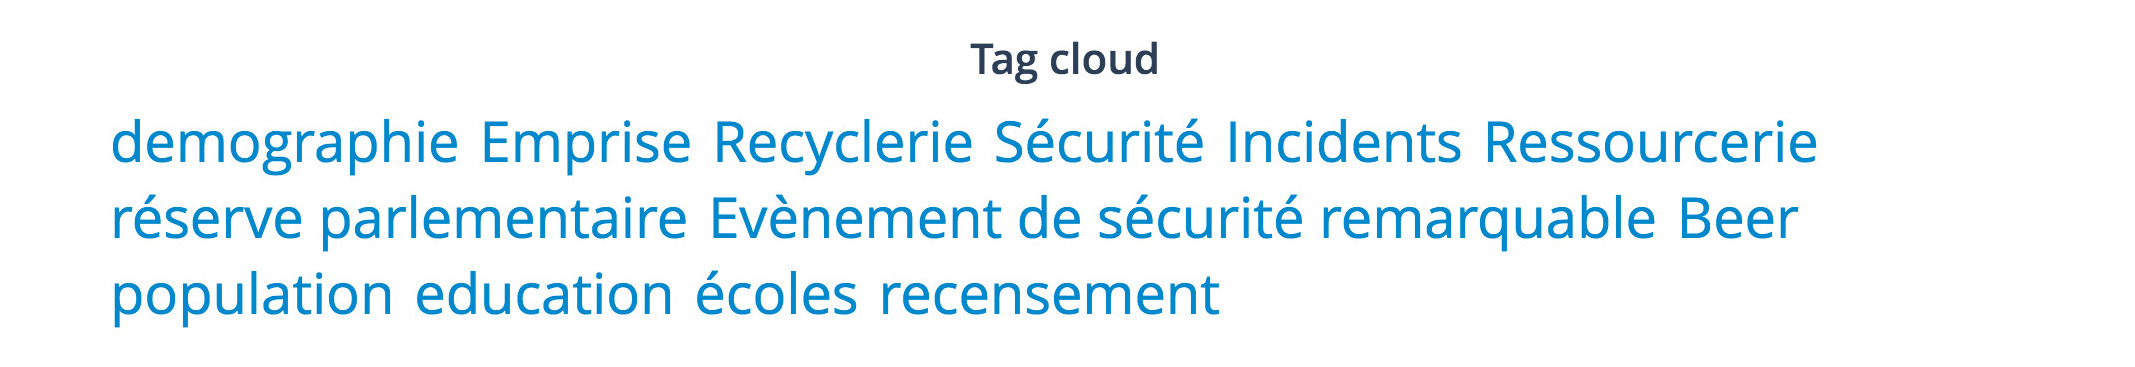 Tag cloud
demographie Emprise Recyclerie Sécurité Incidents Ressourcerie
réserve parlementaire Evènement de sécurité remarquable Beer
population education écoles recensement